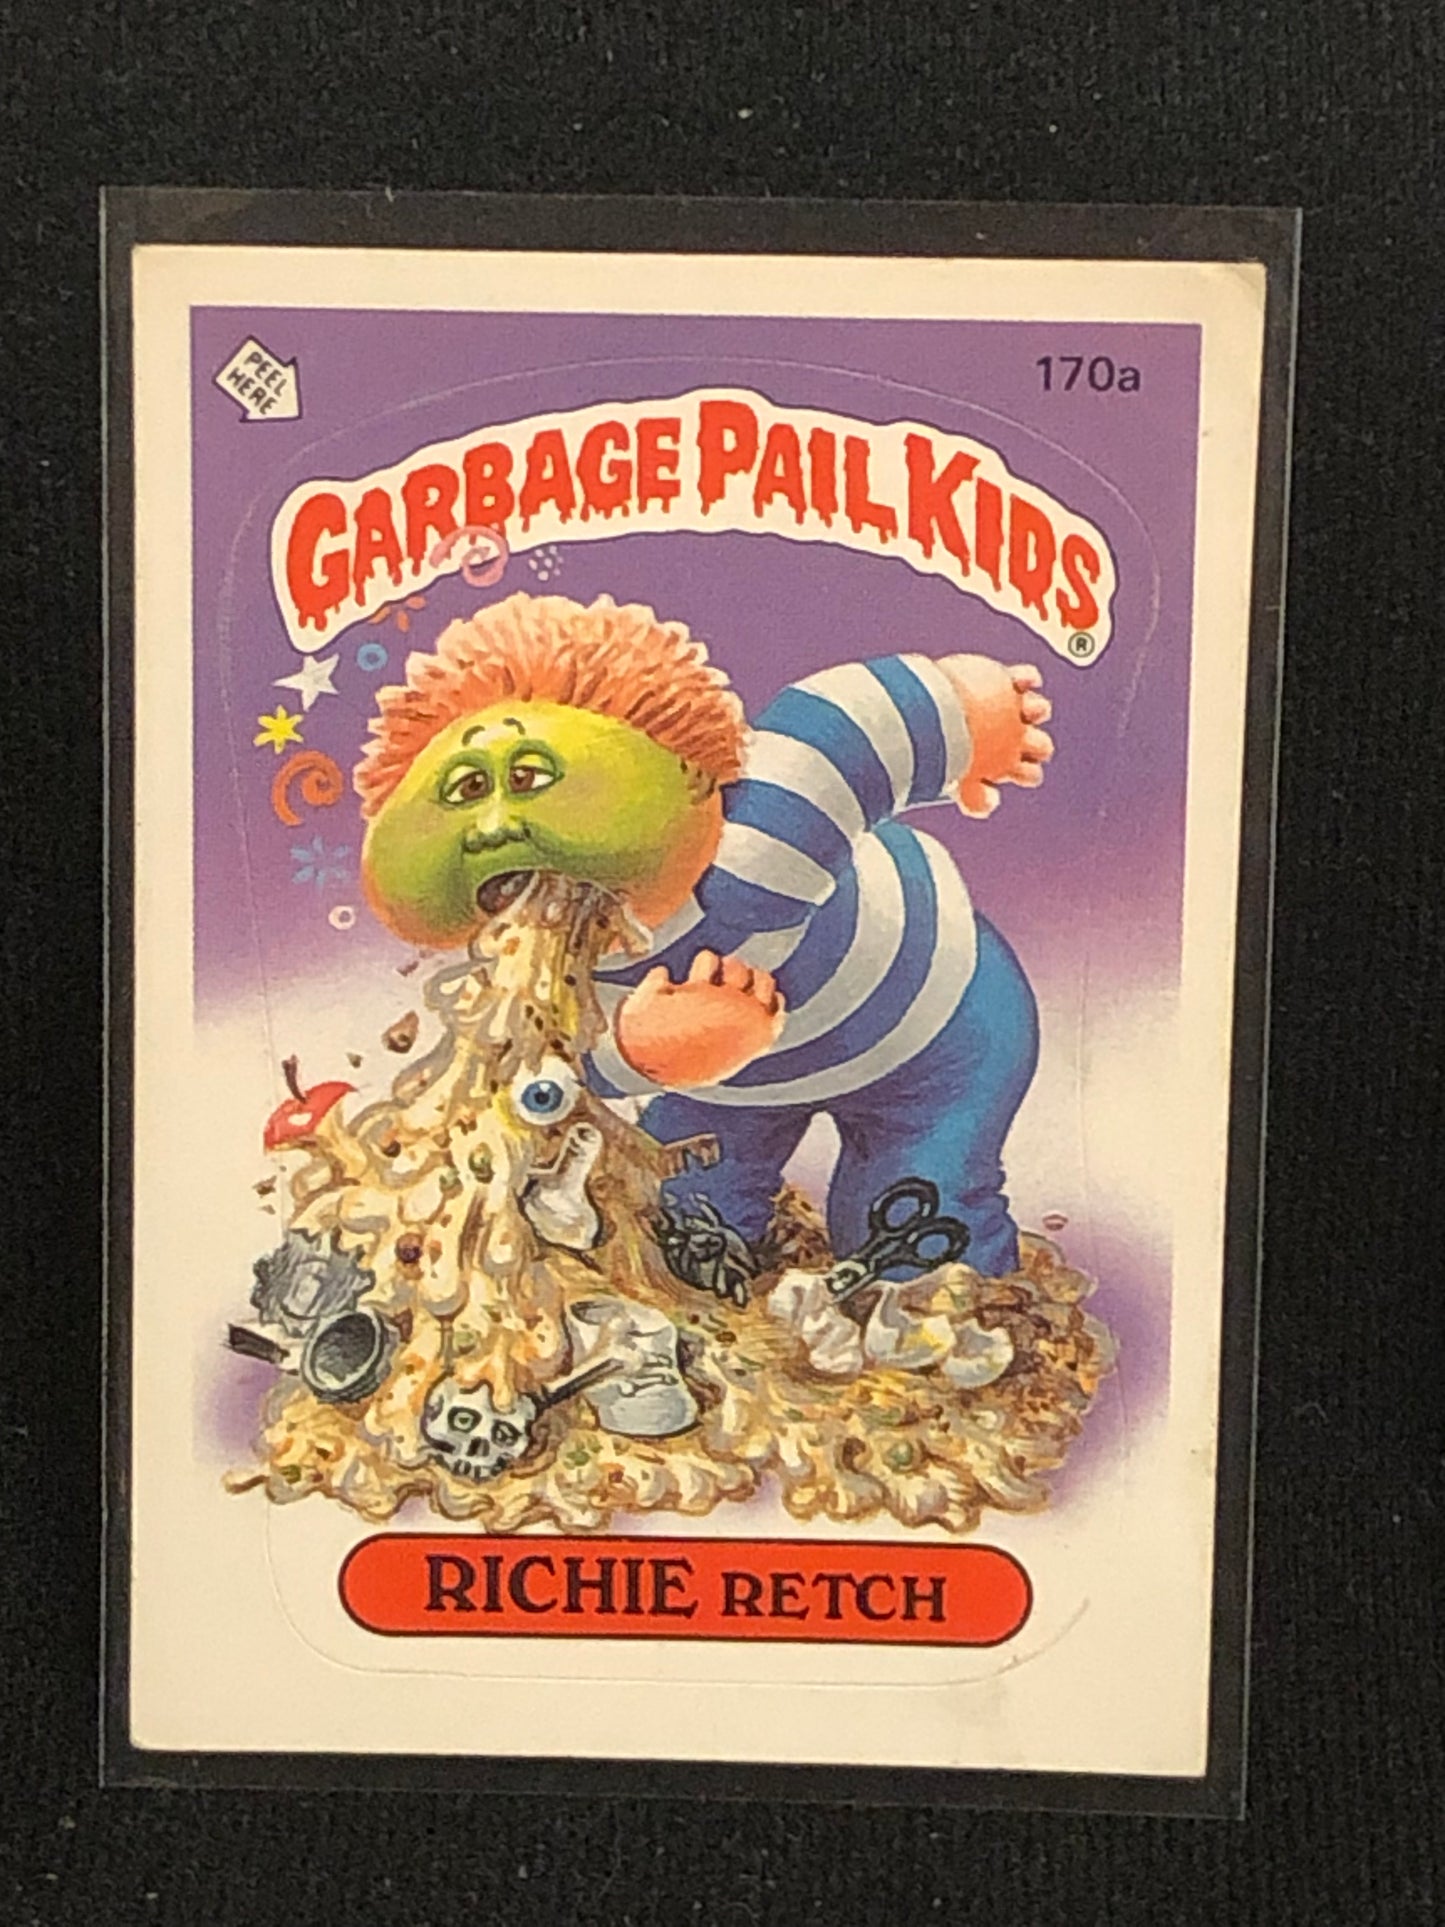 PEEL
HERE
170a
GARBAGE PAIL KIDS
®
RICHIE RETCH